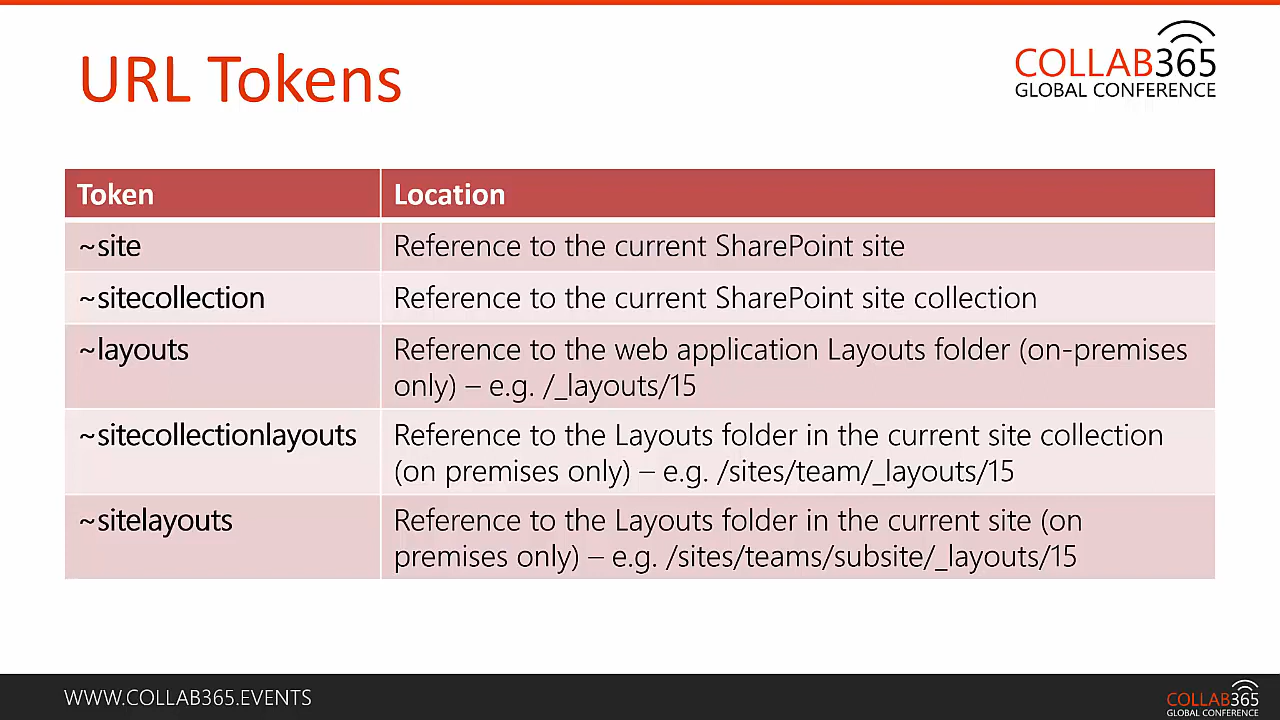 URL Tokens
COLLAB365
GLOBAL CONFERENCE
Token Location
~site Reference to the current SharePoint site
~sitecollection Reference to the current SharePoint site collection
~layouts Reference to the web application Layouts folder (on-premises
only) – e.g. /_layouts/15
~sitecollectionlayouts Reference to the Layouts folder in the current site collection
(on premises only) – e.g. /sites/team/_layouts/15
~sitelayouts Reference to the Layouts folder in the current site (on
premises only) – e.g. /sites/teams/subsite/_layouts/15
WWW.COLLAB365.EVENTS
COLLAB365
GLOBAL CONFERENCE